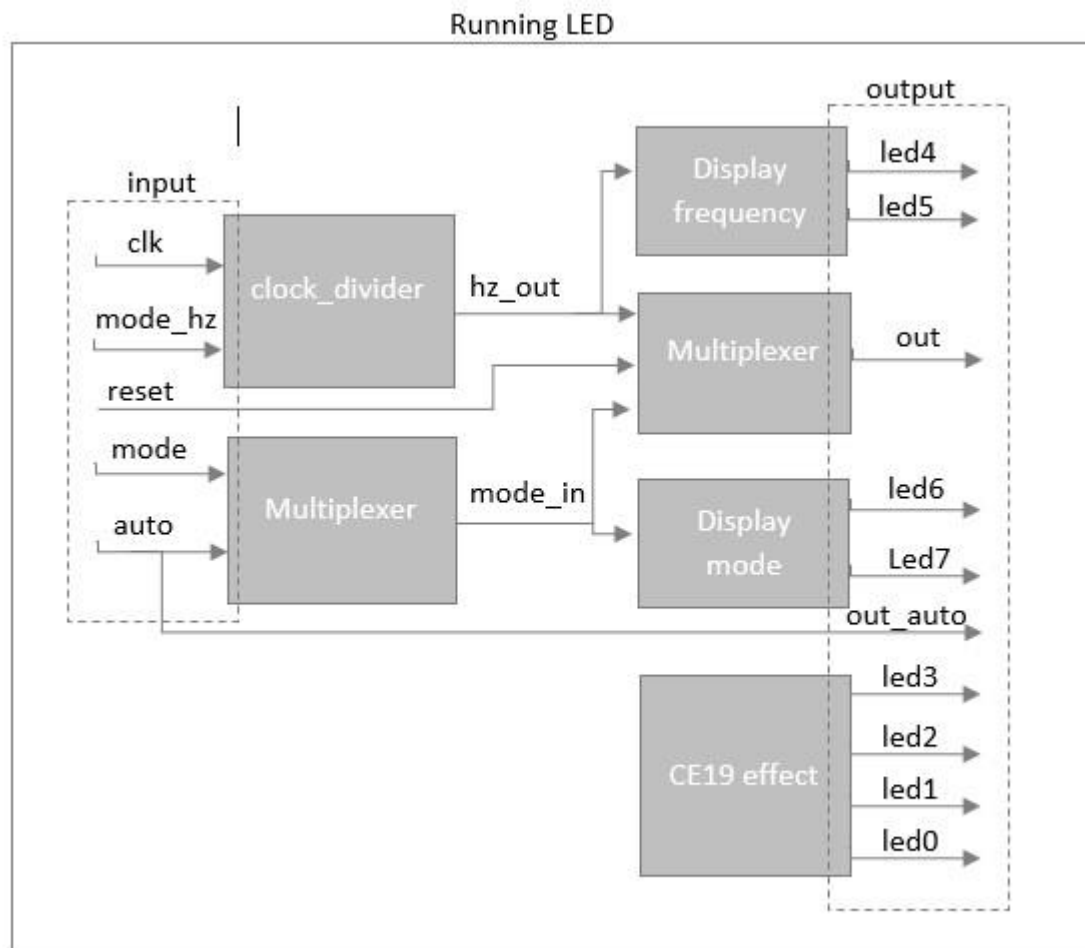 Running LED
output
input
clk
mode_hz
reset
mode
auto
clock_divider
Multiplexer
hz_out
mode_in
Display
frequency
Multiplexer
Display
mode
CE19 effect
led4
led5
out
led6
Led7
out_auto
led3
led2
led1
led0